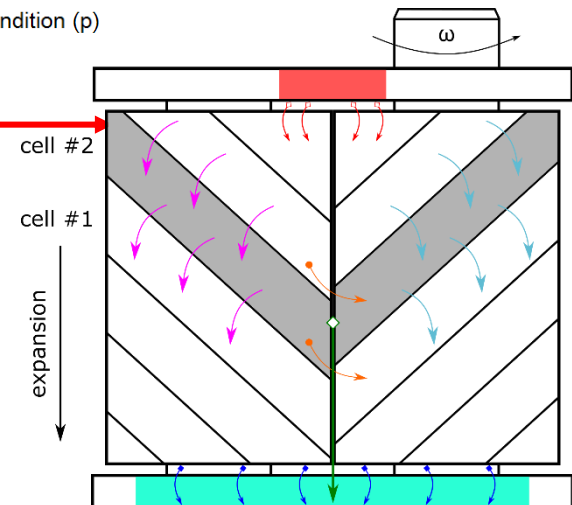 ndition (p)
ω
cell #2
cell #1
expansion